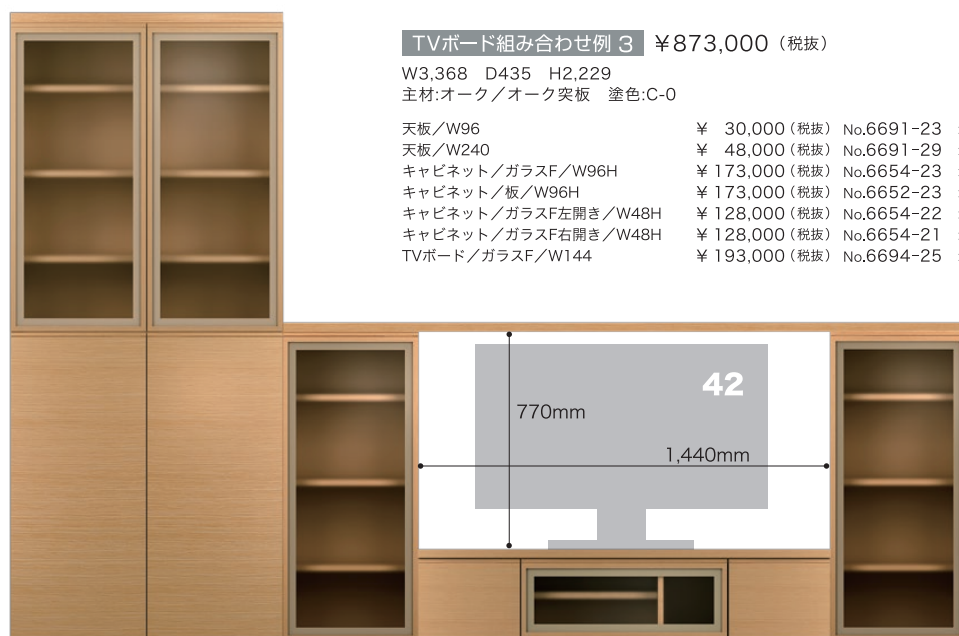 TVボード組み合わせ例 3 ¥873,000（税抜）
W3,368 D435 H2,229
主材:オーク／オーク突板 塗色:C-0
天板／W96 ¥ 30,000（税抜） No.6691-23
天板／W240 ¥ 48,000（税抜） No.6691-29
キャビネット／ガラスF／W96H ¥ 173,000（税抜） No.6654-23
キャビネット／板／W96H ¥ 173,000（税抜） No.6652-23
キャビネット／ガラスF左開き／W48H ¥ 128,000（税抜） No.6654-22
キャビネット／ガラスF右開き／W48H ¥ 128,000（税抜） No.6654-21
TVボード／ガラスF／W144 ¥ 193,000（税抜） No.6694-25
42
770mm
1,440mm